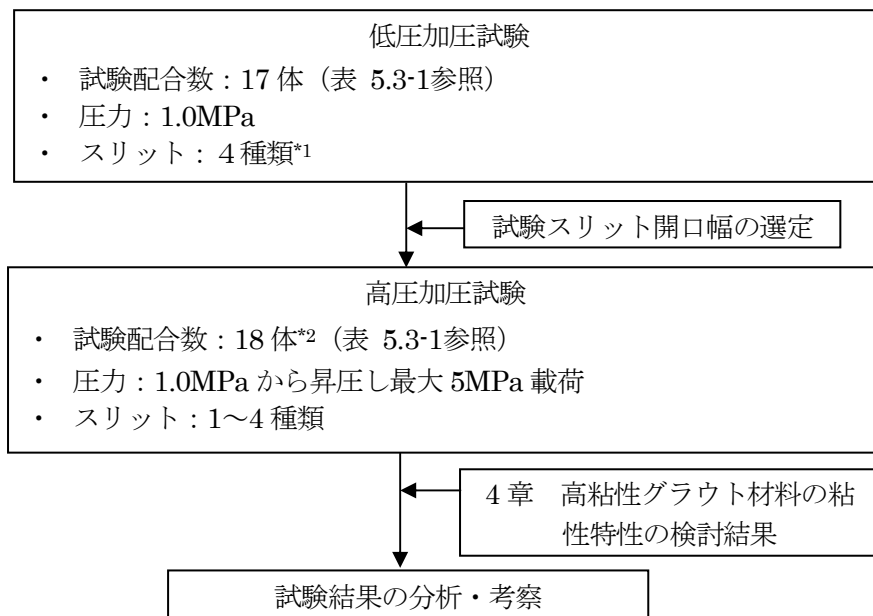 低圧加圧試験
・ 試験配合数：17 体（表 5.3-1参照）
・ 圧力：1.0MPa
・ スリット：４種類*1
試験スリット開口幅の選定
高圧加圧試験
・ 試験配合数：18 体*2（表 5.3-1参照）
・ 圧力：1.0MPa から昇圧し最大 5MPa 載荷
・ スリット：1～4 種類
4 章　高粘性グラウト材料の粘
性特性の検討結果
試験結果の分析・考察